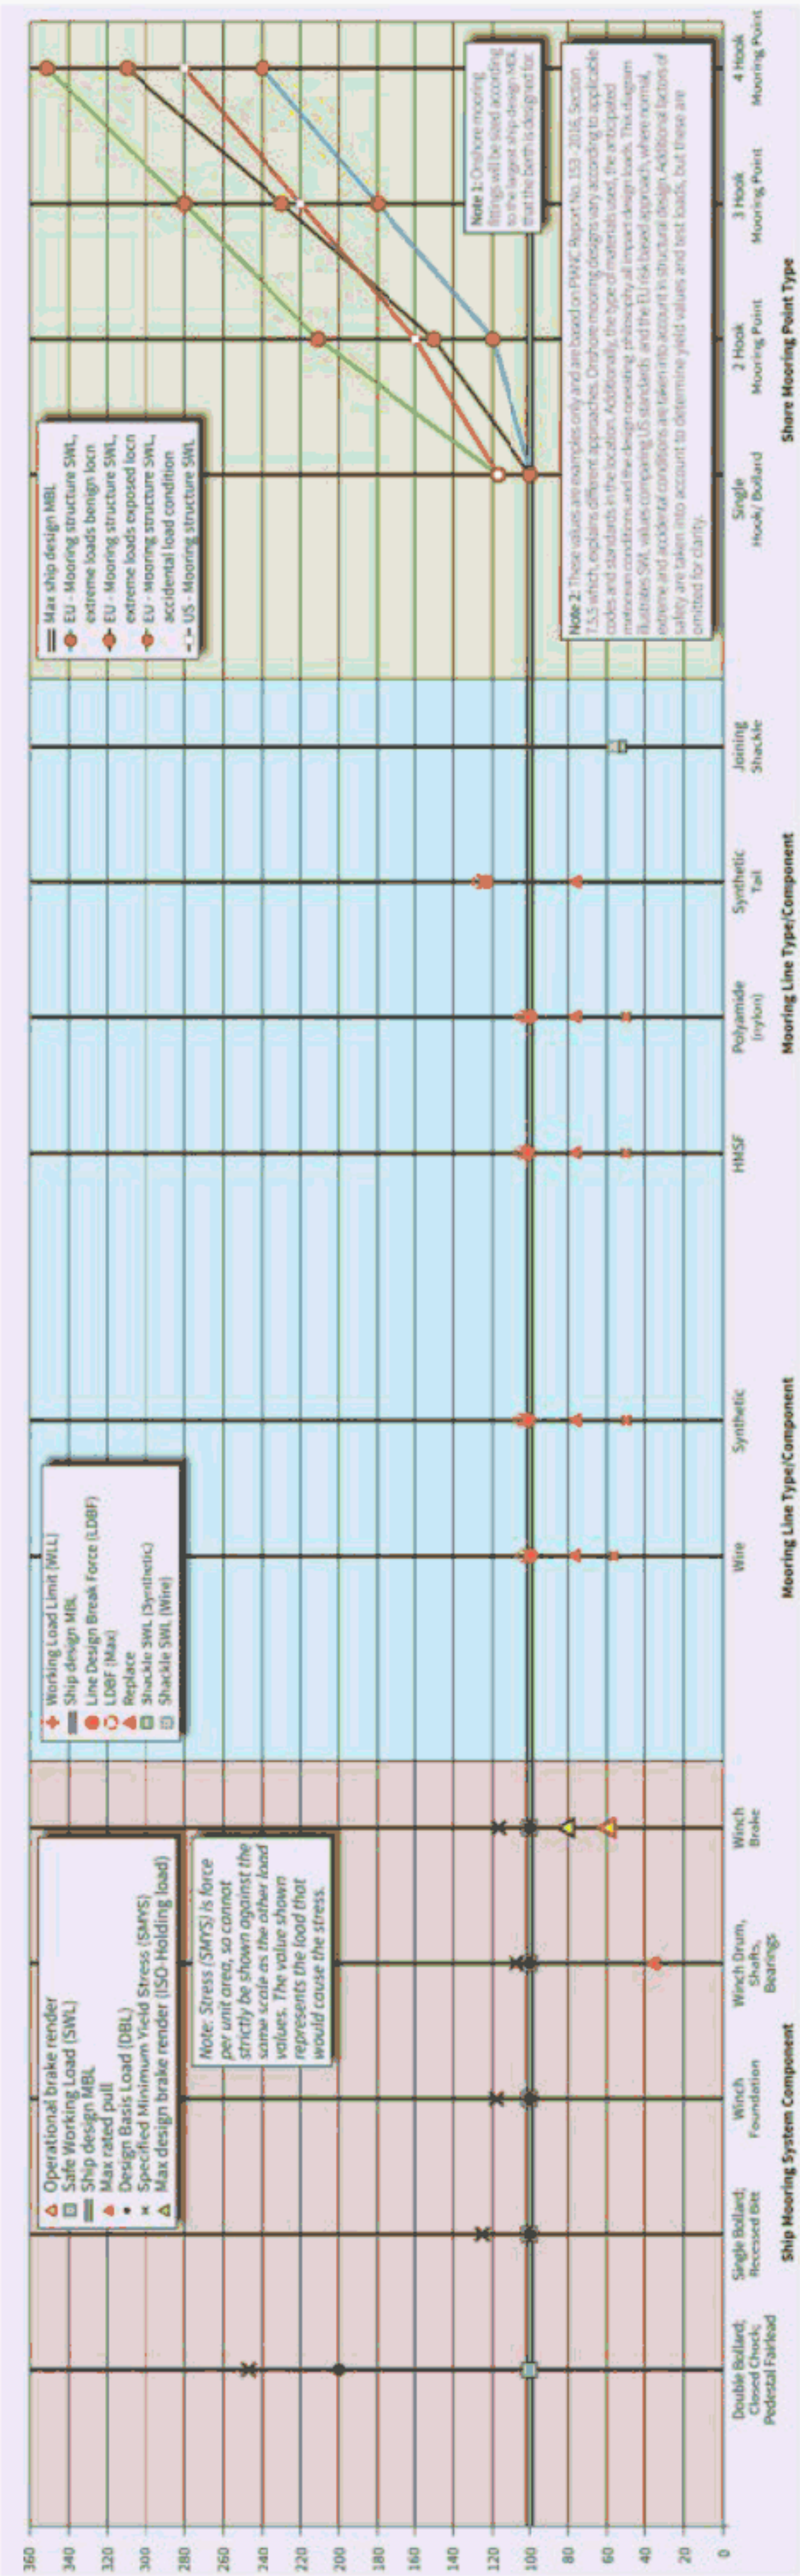 360
340
320
300
280
260
240
220
200
180
160
140
120
100
80
60
40
20
0
Operational brake render
Safe Working Load (SWL)
Ship design MBL
Max rated pull
Design Basis Load (DBL)
Specified Minimum Yield Stress (SMYS)
Max design brake render (ISO-Holding load)
Note: Stress (SMYS) is force
per unit area, so cannot
strictly be shown against the
same scale as the other load
values. The value shown
represents the load that
would cause the stress.
Double Bollard;
Closed Chock;
Pedestal Fairlead
Single Bollard;
Recessed Bitt
Winch
Foundation
Winch Drum,
Shafts,
Bearings
Winch
Brake
Ship Mooring System Component
Working Load Limit (WLL)
Ship design MBL
Line Design Break Force (LDBF)
LDBF (Max)
Replace
Shackle SWL (Synthetic)
Shackle SWL (Wire)
Wire
Synthetic
Mooring Line Type/Component
HMSF
Polyamide
(nylon)
Synthetic
Tail
Joining
Shackle
Mooring Line Type/Component
Max ship design MBL
EU - Mooring structure SWL,
extreme loads benign locn
EU - Mooring structure SWL,
extreme loads exposed locn
EU - Mooring structure SWL,
accidental load condition
US - Mooring structure SWL
Note 1: Onshore mooring
fittings will be sized according
to the largest ship design MBL
that the berth is designed for.
Note 2: These values are examples only and are based on PIANC Report No. 153 - 2016, Section
7.5.5 which, explains different approaches. Onshore mooring designs vary according to applicable
codes and standards in the location. Additionally, the type of materials used, the anticipated
metocean conditions and the design operating philosophy all impact design loads. This diagram
illustrates SWL values comparing US standards and the EU risk based approach, where normal,
extreme and accidental conditions are taken into account in structural design. Additional factors of
safety are taken into account to determine yield values and test loads, but these are
omitted for clarity.
Single
Hook/ Bollard
2 Hook
Mooring Point
3 Hook
Mooring Point
4 Hook
Mooring Point
Shore Mooring Point Type